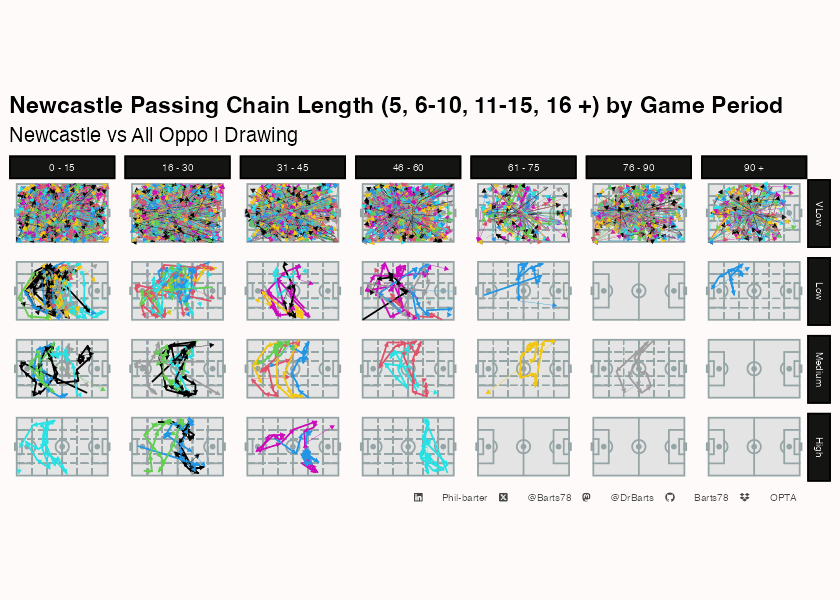 Newcastle Passing Chain Length (5, 6-10, 11-15, 16 +) by Game Period
Newcastle vs All Oppo | Drawing
0 - 15 16 - 30 31 - 45 46 - 60 61 - 75 76 - 90 90 +
VLow
Low
Medium
High
Phil-barter @Barts78 @DrBarts Barts78 OPTA